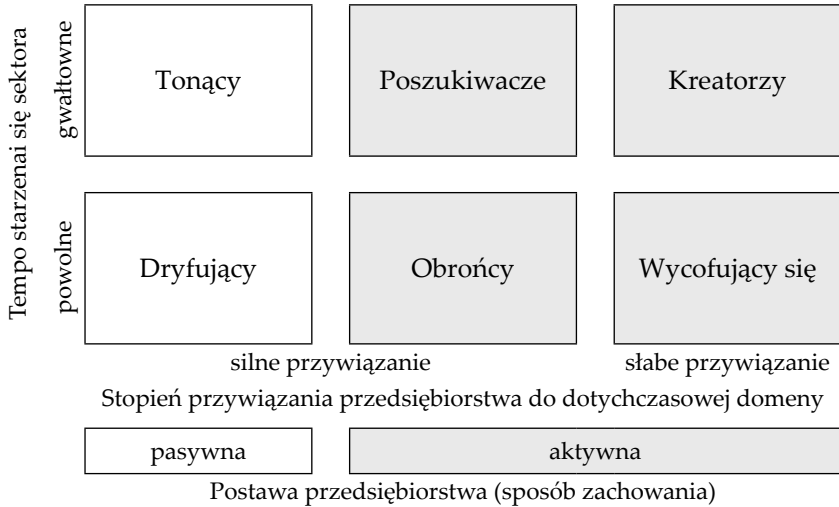 Tempo starzenai się sektora
gwałtowne
Tonący
Poszukiwacze
Kreatorzy
powolne
Dryfujący
Obrońcy
Wycofujący się
silne przywiązanie
słabe przywiązanie
Stopień przywiązania przedsiębiorstwa do dotychczasowej domeny
pasywna
aktywna
Postawa przedsiębiorstwa (sposób zachowania)